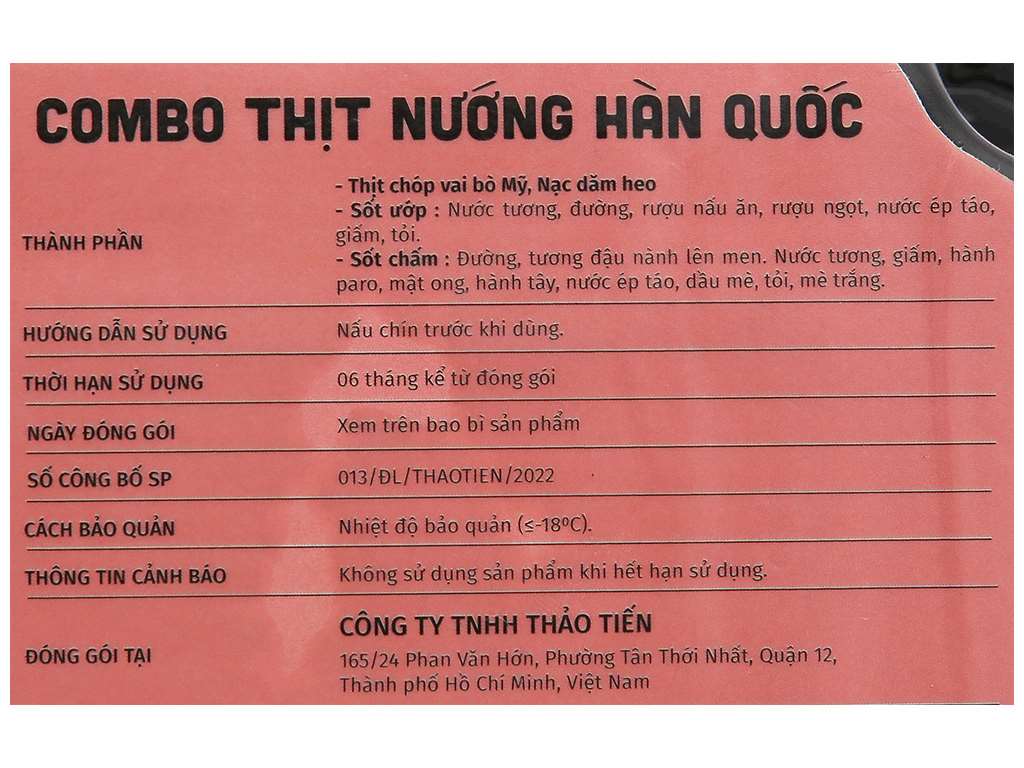 COMBO THỊT NƯỚNG HÀN QUỐC
THÀNH PHẦN
- Thịt chóp vai bò Mỹ, Nạc dăm heo
- Sốt ướp : Nước tương, đường, rượu nấu ăn, rượu ngọt, nước ép táo,
giấm, tỏi.
- Sốt chấm : Đường, tương đậu nành lên men. Nước tương, giấm, hành
paro, mật ong, hành tây, nước ép táo, dầu mè, tỏi, mè trắng.
HƯỚNG DẪN SỬ DỤNG
Nấu chín trước khi dùng.
THỜI HẠN SỬ DỤNG
06 tháng kể từ đóng gói
NGÀY ĐÓNG GÓI
Xem trên bao bì sản phẩm
SỐ CÔNG BỐ SP
013/ĐL/THAOTIEN/2022
CÁCH BẢO QUẢN
Nhiệt độ bảo quản (≤-18ºC).
THÔNG TIN CẢNH BÁO
Không sử dụng sản phẩm khi hết hạn sử dụng.
ĐÓNG GÓI TẠI
CÔNG TY TNHH THẢO TIẾN
165/24 Phan Văn Hớn, Phường Tân Thới Nhất, Quận 12,
Thành phố Hồ Chí Minh, Việt Nam